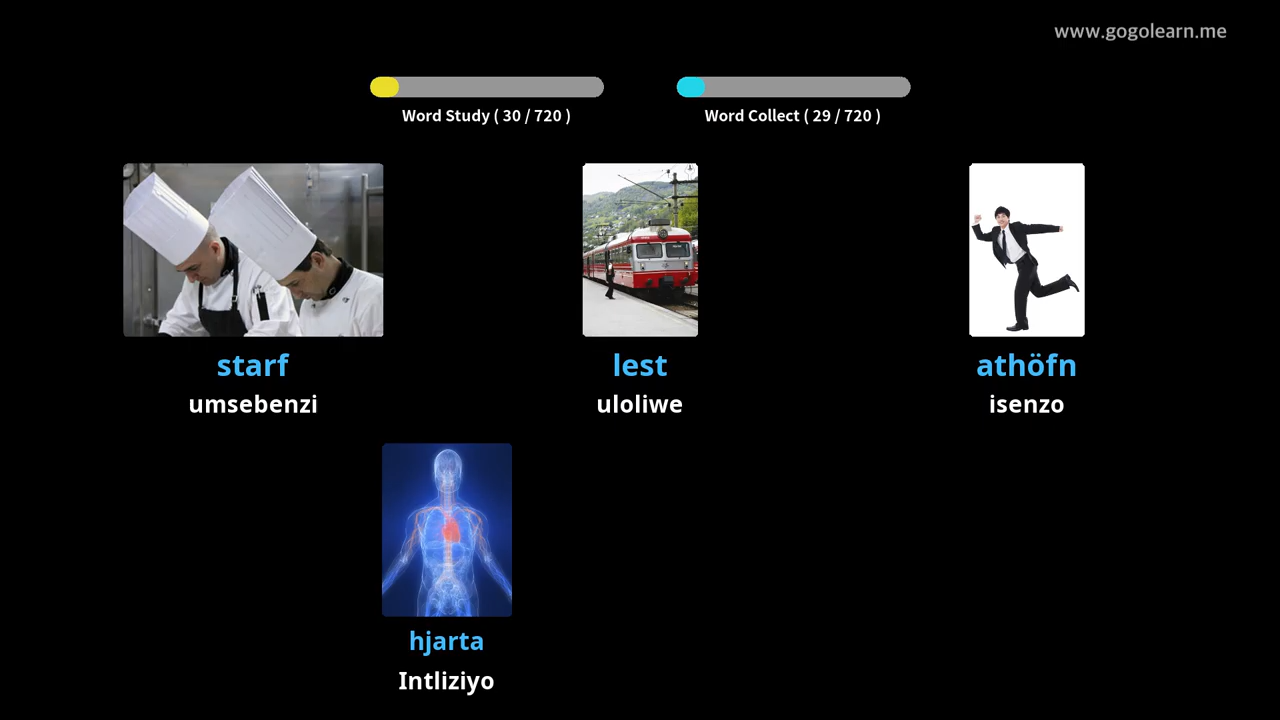 www.gogolearn.me
Word Study ( 30 / 720 )
Word Collect ( 29 / 720 )
starf
lest
athöfn
umsebenzi
uloliwe
isenzo
hjarta
Intliziyo